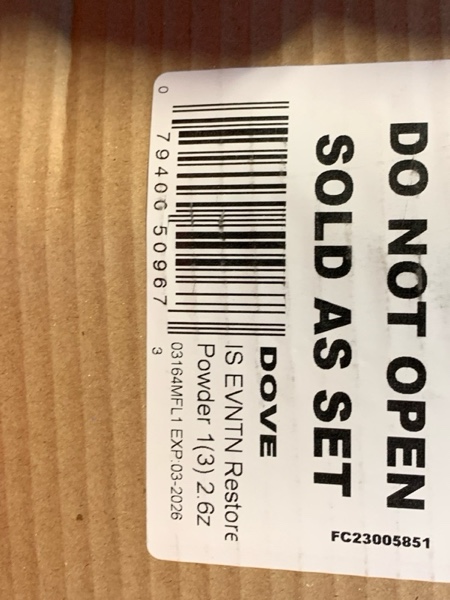 DO NOT OPEN
SOLD AS SET
FC23005851
0 79400 50967 3
DOVE
IS EVNTN Restore
Powder 1(3) 2.6z
03164MFL1 EXP:03-2026